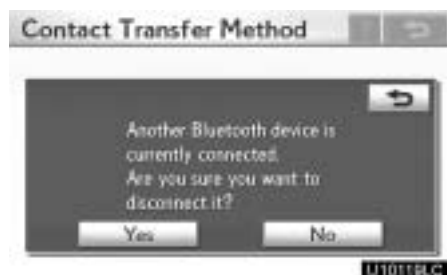 Contact Transfer Method
Another Bluetooth device is
currently connected.
Are you sure you want to
disconnect it?
Yes No